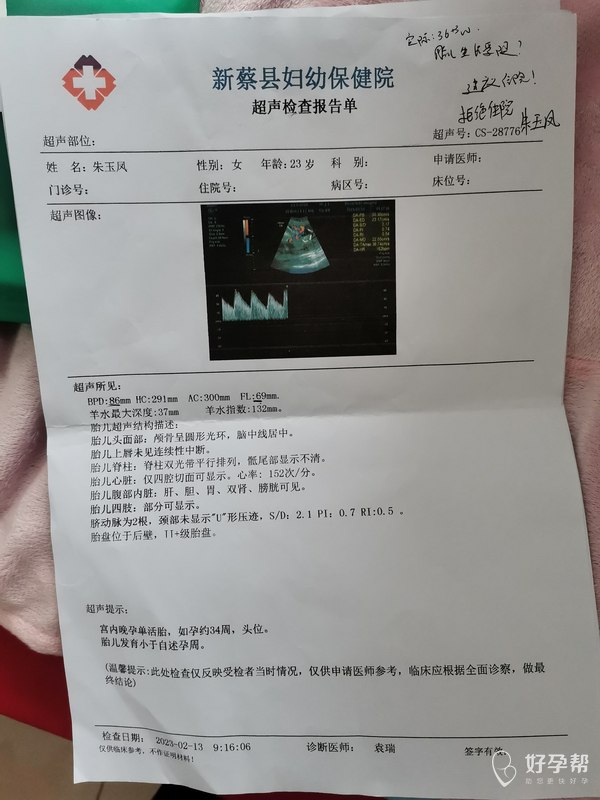 实际:36+3w.
胎儿生长受限?
建议住院!
拒绝住院
朱玉凤
新蔡县妇幼保健院
超声检查报告单
超声部位:
超声号: CS-28776
姓 名: 朱玉凤 性别: 女 年龄: 23 岁 科 别: 申请医师:
门诊号: 住院号: 病区号: 床位号:
超声图像:
超声所见:
BPD:86mm HC:291mm AC:300mm FL:69mm.
羊水最大深度:37mm 羊水指数:132mm。
胎儿超声结构描述:
胎儿头面部: 颅骨呈圆形光环, 脑中线居中。
胎儿上唇未见连续性中断。
胎儿脊柱: 脊柱双光带平行排列, 骶尾部显示不清。
胎儿心脏: 仅四腔切面可显示。心率: 152次/分。
胎儿腹部内脏: 肝、胆、胃、双肾、膀胱可见。
胎儿四肢: 部分可显示。
脐动脉为2根, 颈部未显示"U"形压迹, S/D: 2.1 PI: 0.7 RI:0.5 。
胎盘位于后壁, II+级胎盘。
超声提示:
宫内晚孕单活胎, 如孕约34周, 头位。
胎儿发育小于自述孕周。
(温馨提示:此处检查仅反映受检者当时情况, 仅供申请医师参考, 临床应根据全面诊察, 做最
终结论)
检查日期: 2023-02-13 9:16:06 诊断医师: 袁瑞 签字有效
仅供临床参考, 不作证明材料!
好孕帮
助您更快好孕